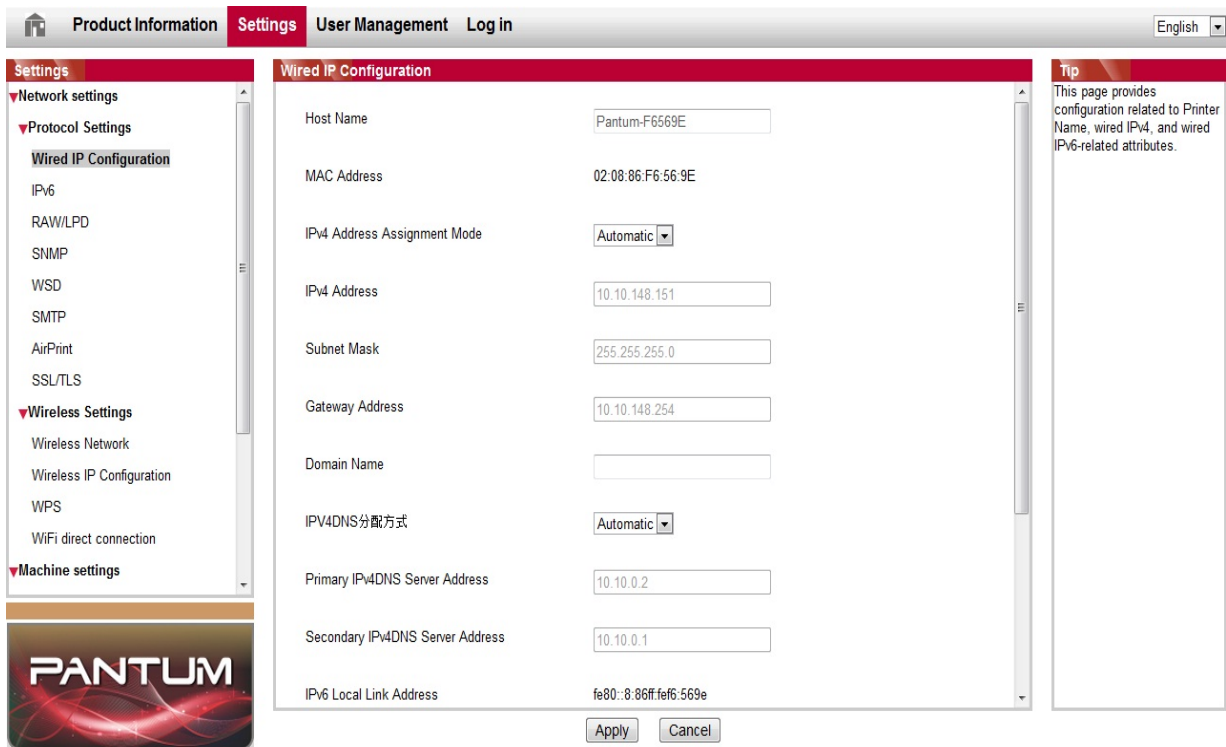 Product Information Settings User Management Log in English
Settings
Network settings
Protocol Settings
Wired IP Configuration
IPv6
RAW/LPD
SNMP
WSD
SMTP
AirPrint
SSL/TLS
Wireless Settings
Wireless Network
Wireless IP Configuration
WPS
WiFi direct connection
Machine settings
PANTUM
Wired IP Configuration
Host Name Pantum-F6569E
MAC Address 02:08:86:F6:56:9E
IPv4 Address Assignment Mode Automatic
IPv4 Address 10.10.148.151
Subnet Mask 255.255.255.0
Gateway Address 10.10.148.254
Domain Name
IPV4DNS分配方式 Automatic
Primary IPv4DNS Server Address 10.10.0.2
Secondary IPv4DNS Server Address 10.10.0.1
IPv6 Local Link Address fe80::8:86ff:fef6:569e
Apply Cancel
Tip
This page provides
configuration related to Printer
Name, wired IPv4, and wired
IPv6-related attributes.